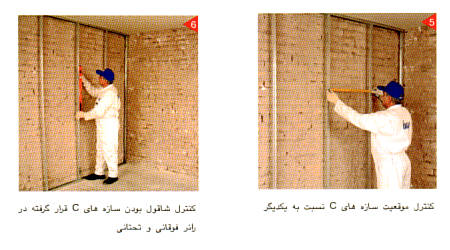 5
کنترل موقعیت سازه های C نسبت به یکدیگر
6
کنترل شاقول بودن سازه های C قرار گرفته در
رانر فوقانی و تحتانی